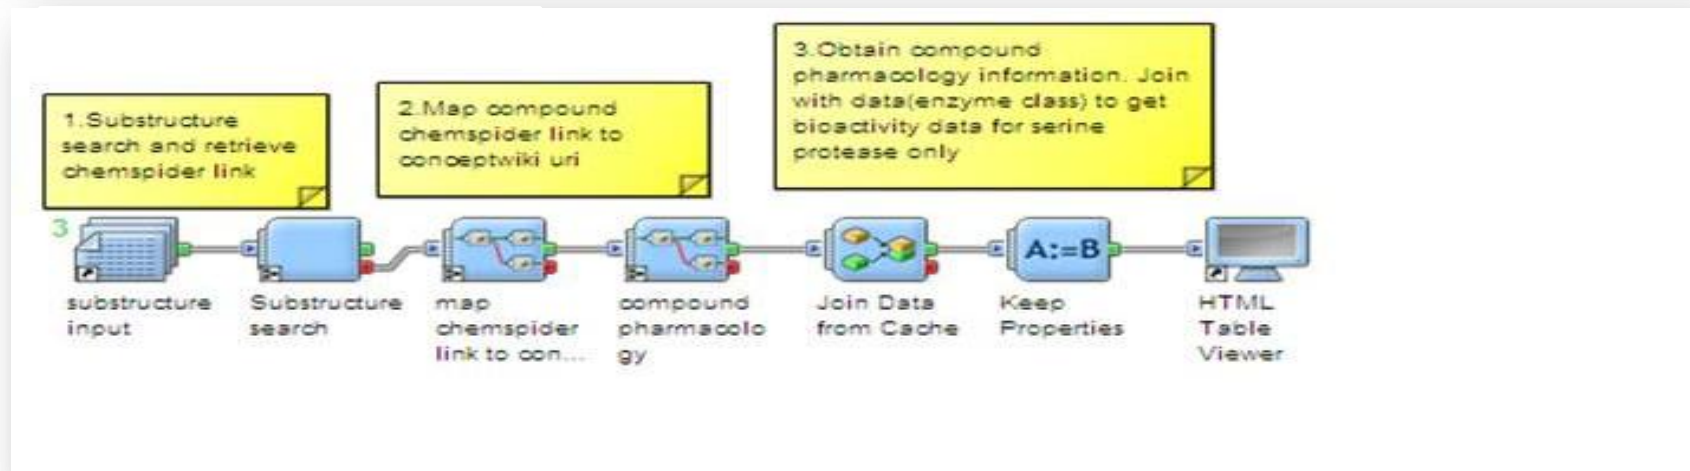 1.Substructure
search and retrieve
chemspider link
2.Map compound
chemspider link to
conceptwiki uri
3.Obtain compound
pharmacology information. Join
with data(enzyme class) to get
bioactivity data for serine
protease only
3
substructure
input
Substructure
search
map
chemspider
link to con...
compound
pharmacolo
gy
Join Data
from Cache
A:=B
Keep
Properties
HTML
Table
Viewer